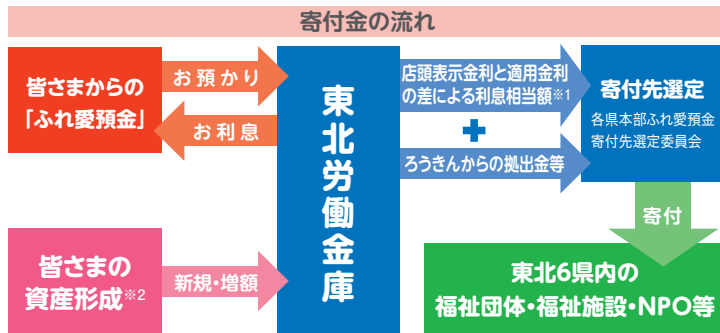 寄付金の流れ
皆さまからの
「ふれ愛預金」
お預かり
お利息
東北労働金庫
店頭表示金利と適用金利
の差による利息相当額※1
+
ろうきんからの拠出金等
寄付先選定
各県本部ふれ愛預金
寄付先選定委員会
皆さまの
資産形成※2
新規・増額
寄付
東北6県内の
福祉団体・福祉施設・NPO等